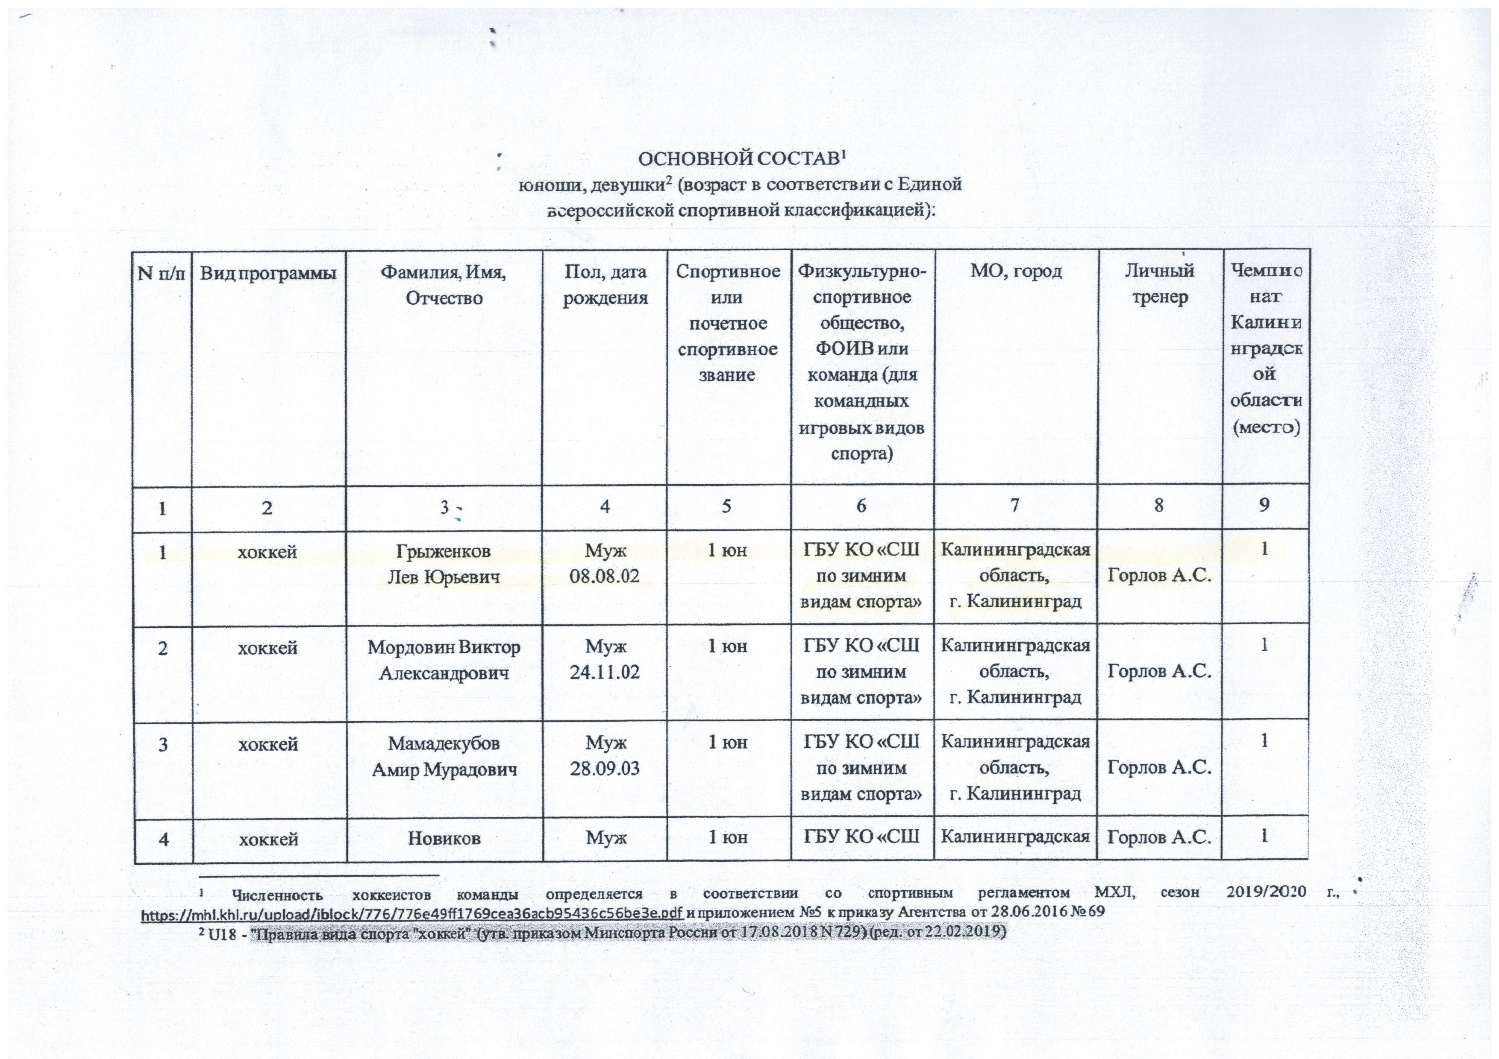 ОСНОВНОЙ СОСТАВ¹
юноши, девушки² (возраст в соответствии с Единой
всероссийской спортивной классификацией):
N п/п Вид программы Фамилия, Имя, Отчество Пол, дата рождения Спортивное или почетное спортивное звание Физкультурно-спортивное общество, ФОИВ или команда (для командных игровых видов спорта) МО, город Личный тренер Чемпионат Калининградской области (место)
1 2 3 4 5 6 7 8 9
1 хоккей Грыженков Муж 1 юн ГБУ КО «СШ Калининградская 1
Лев Юрьевич 08.08.02 по зимним область, Горлов А.С.
видам спорта» г. Калининград
2 хоккей Мордовин Виктор Муж 1 юн ГБУ КО «СШ Калининградская 1
Александрович 24.11.02 по зимним область, Горлов А.С.
видам спорта» г. Калининград
3 хоккей Мамадекубов Муж 1 юн ГБУ КО «СШ Калининградская 1
Амир Мурадович 28.09.03 по зимним область, Горлов А.С.
видам спорта» г. Калининград
4 хоккей Новиков Муж 1 юн ГБУ КО «СШ Калининградская Горлов А.С. 1
¹ Численность хоккеистов команды определяется в соответствии со спортивным регламентом МХЛ, сезон 2019/2020 г.,
https://mhl.khl.ru/upload/iblock/776/776e49ff1769cea36acb95436c56be3e.pdf и приложением №5 к приказу Агентства от 28.06.2016 №69
² U18 - "Правила вида спорта "хоккей" (утв. приказом Минспорта России от 17.08.2018 N 729) (ред. от 22.02.2019)